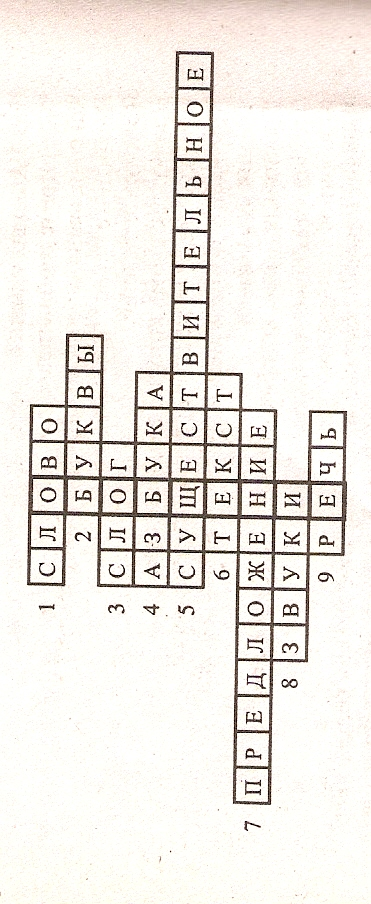 1 СЛОВО
2 БУКВЫ
3 СЛОГ
4 АЗБУКА
5 СУЩЕСТВИТЕЛЬНОЕ
6 ТЕКСТ
7 ПРЕДЛОЖЕНИЕ
8 ЗВУКИ
9 РЕЧЬ